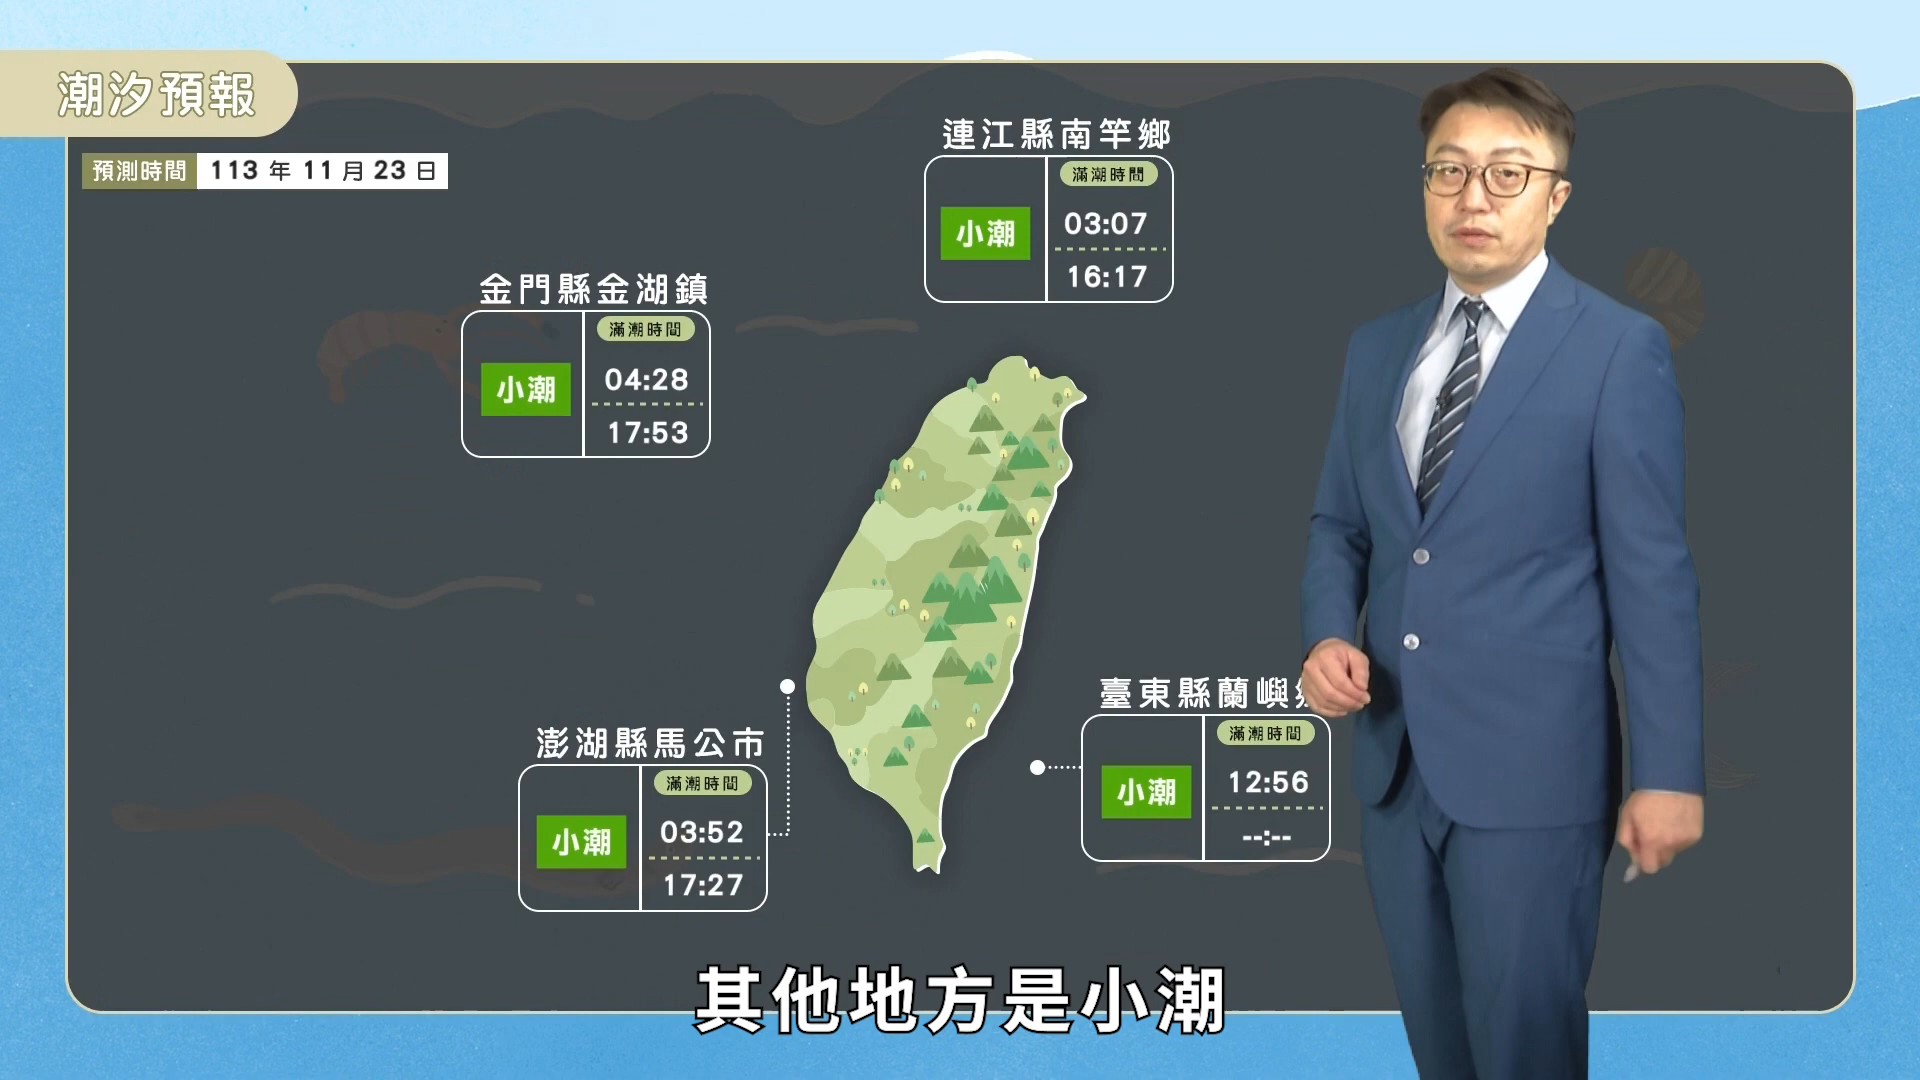 潮汐預報
預測時間 113 年 11 月 23 日
連江縣南竿鄉
滿潮時間
小潮
03:07
16:17
金門縣金湖鎮
滿潮時間
小潮
04:28
17:53
澎湖縣馬公市
滿潮時間
小潮
03:52
17:27
臺東縣蘭嶼
滿潮時間
小潮
12:56
--:--
其他地方是小潮